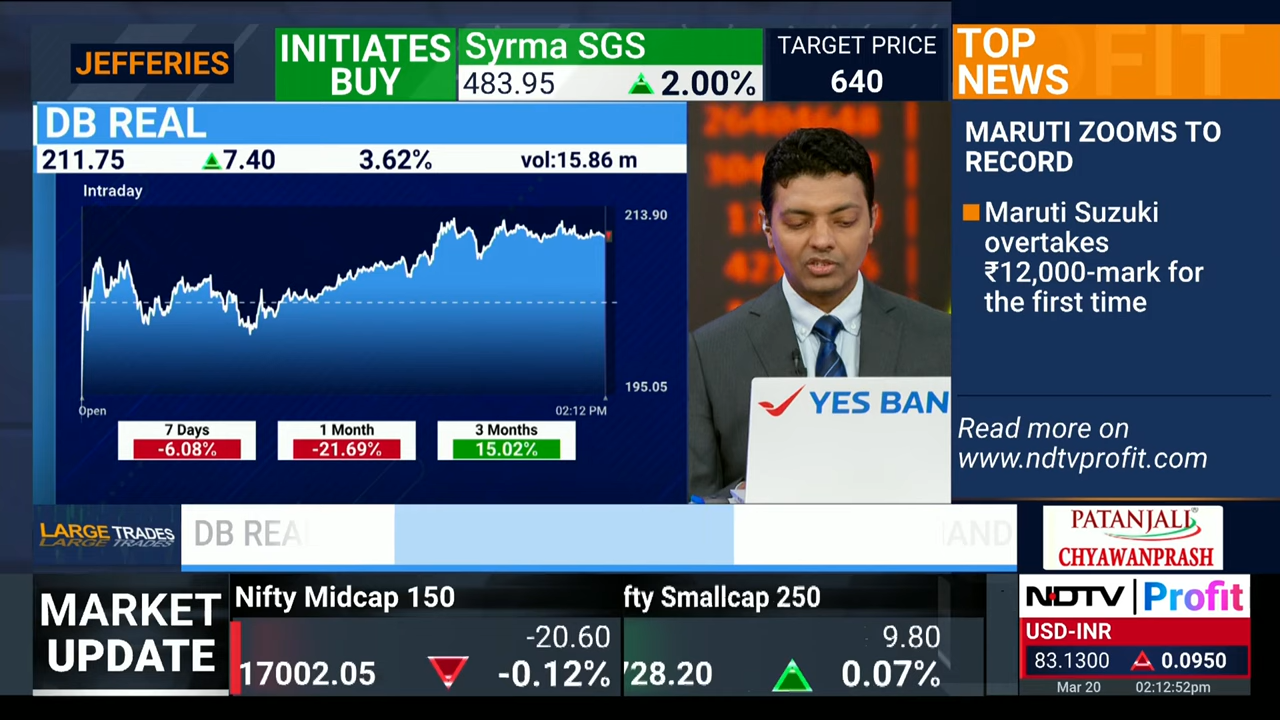 JEFFERIES
INITIATES
BUY
Syrma SGS
483.95 2.00%
TARGET PRICE
640
TOP
NEWS
DB REAL
211.75 7.40 3.62% vol:15.86 m
Intraday
213.90
195.05
Open 02:12 PM
7 Days
-6.08%
1 Month
-21.69%
3 Months
15.02%
YES BAN
MARUTI ZOOMS TO
RECORD
Maruti Suzuki
overtakes
₹12,000-mark for
the first time
Read more on
www.ndtvprofit.com
LARGE TRADES
DB REA
AND
PATANJALI
CHYAWANPRASH
MARKET
UPDATE
Nifty Midcap 150
-20.60
17002.05 -0.12%
fty Smallcap 250
9.80
728.20 0.07%
NDTV Profit
USD-INR
83.1300 0.0950
Mar 20 02:12:52pm